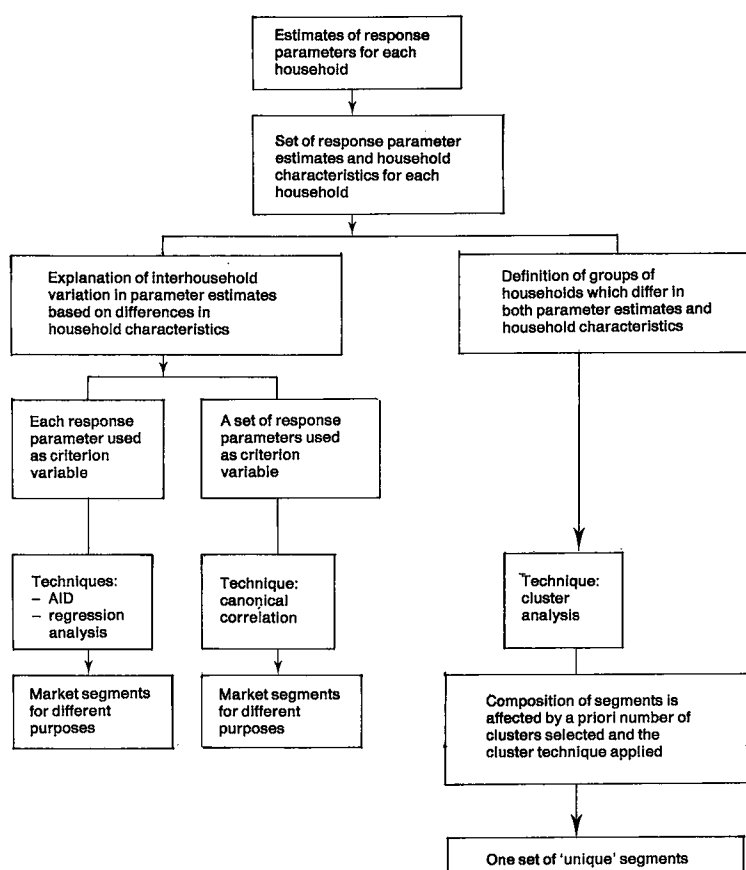 Estimates of response
parameters for each
household
Set of response parameter
estimates and household
characteristics for each
household
Explanation of interhousehold
variation in parameter estimates
based on differences in
household characteristics
Definition of groups of
households which differ in
both parameter estimates and
household characteristics
Each response
parameter used
as criterion
variable
A set of response
parameters used
as criterion
variable
Techniques:
– AID
– regression
analysis
Technique:
canonical
correlation
Technique:
cluster
analysis
Market segments
for different
purposes
Market segments
for different
purposes
Composition of segments is
affected by a priori number of
clusters selected and the
cluster technique applied
One set of 'unique' segments